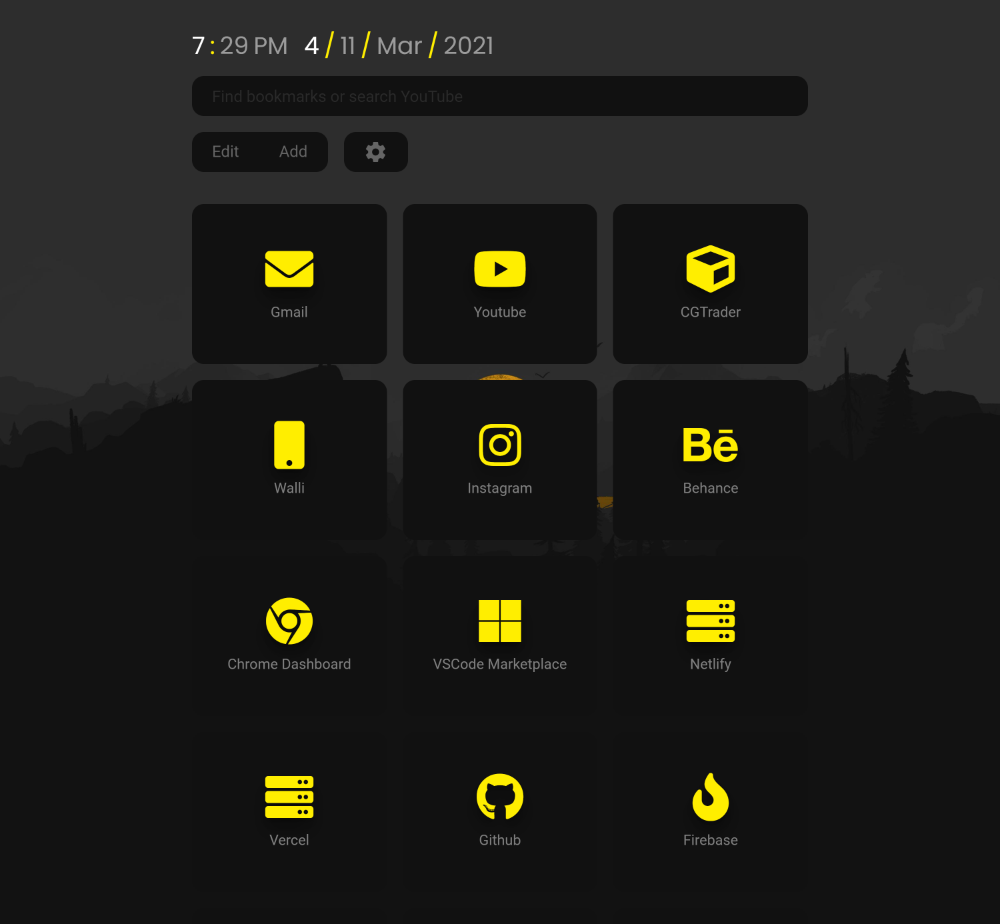 7 : 29 PM 4 / 11 / Mar / 2021
Find bookmarks or search YouTube
Edit Add
Gmail Youtube CGTrader
Bē
Walli Instagram Behance
Chrome Dashboard VSCode Marketplace Netlify
Vercel Github Firebase